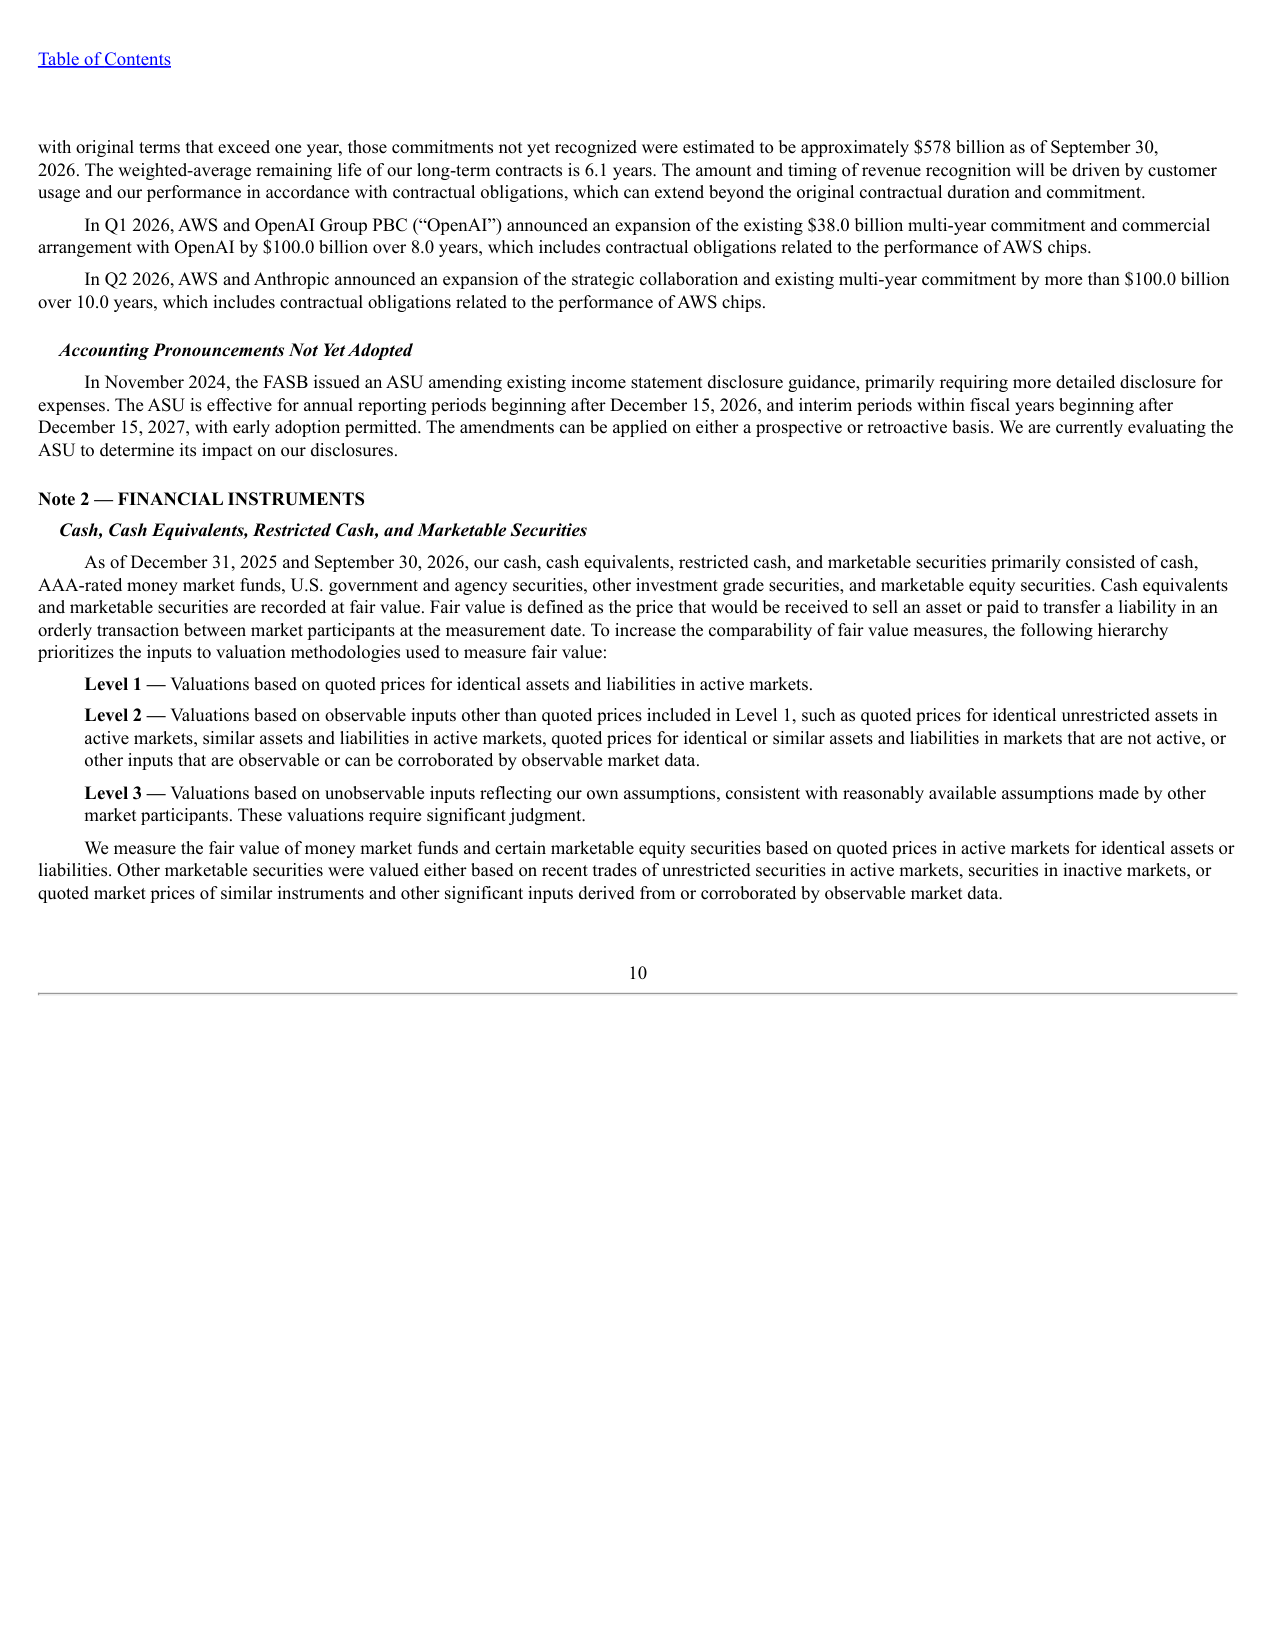 Table of Contents
with original terms that exceed one year, those commitments not yet recognized were estimated to be approximately $578 billion as of September 30,
2026. The weighted-average remaining life of our long-term contracts is 6.1 years. The amount and timing of revenue recognition will be driven by customer
usage and our performance in accordance with contractual obligations, which can extend beyond the original contractual duration and commitment.
In Q1 2026, AWS and OpenAI Group PBC (“OpenAI”) announced an expansion of the existing $38.0 billion multi-year commitment and commercial
arrangement with OpenAI by $100.0 billion over 8.0 years, which includes contractual obligations related to the performance of AWS chips.
In Q2 2026, AWS and Anthropic announced an expansion of the strategic collaboration and existing multi-year commitment by more than $100.0 billion
over 10.0 years, which includes contractual obligations related to the performance of AWS chips.
Accounting Pronouncements Not Yet Adopted
In November 2024, the FASB issued an ASU amending existing income statement disclosure guidance, primarily requiring more detailed disclosure for
expenses. The ASU is effective for annual reporting periods beginning after December 15, 2026, and interim periods within fiscal years beginning after
December 15, 2027, with early adoption permitted. The amendments can be applied on either a prospective or retroactive basis. We are currently evaluating the
ASU to determine its impact on our disclosures.
Note 2 — FINANCIAL INSTRUMENTS
Cash, Cash Equivalents, Restricted Cash, and Marketable Securities
As of December 31, 2025 and September 30, 2026, our cash, cash equivalents, restricted cash, and marketable securities primarily consisted of cash,
AAA-rated money market funds, U.S. government and agency securities, other investment grade securities, and marketable equity securities. Cash equivalents
and marketable securities are recorded at fair value. Fair value is defined as the price that would be received to sell an asset or paid to transfer a liability in an
orderly transaction between market participants at the measurement date. To increase the comparability of fair value measures, the following hierarchy
prioritizes the inputs to valuation methodologies used to measure fair value:
Level 1 — Valuations based on quoted prices for identical assets and liabilities in active markets.
Level 2 — Valuations based on observable inputs other than quoted prices included in Level 1, such as quoted prices for identical unrestricted assets in
active markets, similar assets and liabilities in active markets, quoted prices for identical or similar assets and liabilities in markets that are not active, or
other inputs that are observable or can be corroborated by observable market data.
Level 3 — Valuations based on unobservable inputs reflecting our own assumptions, consistent with reasonably available assumptions made by other
market participants. These valuations require significant judgment.
We measure the fair value of money market funds and certain marketable equity securities based on quoted prices in active markets for identical assets or
liabilities. Other marketable securities were valued either based on recent trades of unrestricted securities in active markets, securities in inactive markets, or
quoted market prices of similar instruments and other significant inputs derived from or corroborated by observable market data.
10